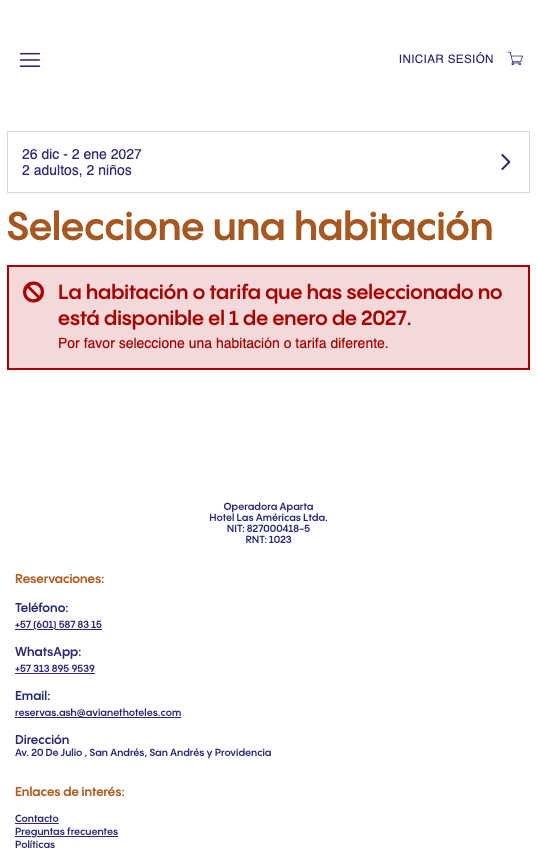 INICIAR SESIÓN
26 dic - 2 ene 2027
2 adultos, 2 niños
Seleccione una habitación
La habitación o tarifa que has seleccionado no
está disponible el 1 de enero de 2027.
Por favor seleccione una habitación o tarifa diferente.
Operadora Aparta
Hotel Las Américas Ltda.
NIT: 827000418-5
RNT: 1023
Reservaciones:
Teléfono:
+57 (601) 587 83 15
WhatsApp:
+57 313 895 9539
Email:
reservas.ash@avianethoteles.com
Dirección
Av. 20 De Julio , San Andrés, San Andrés y Providencia
Enlaces de interés:
Contacto
Preguntas frecuentes
Políticas